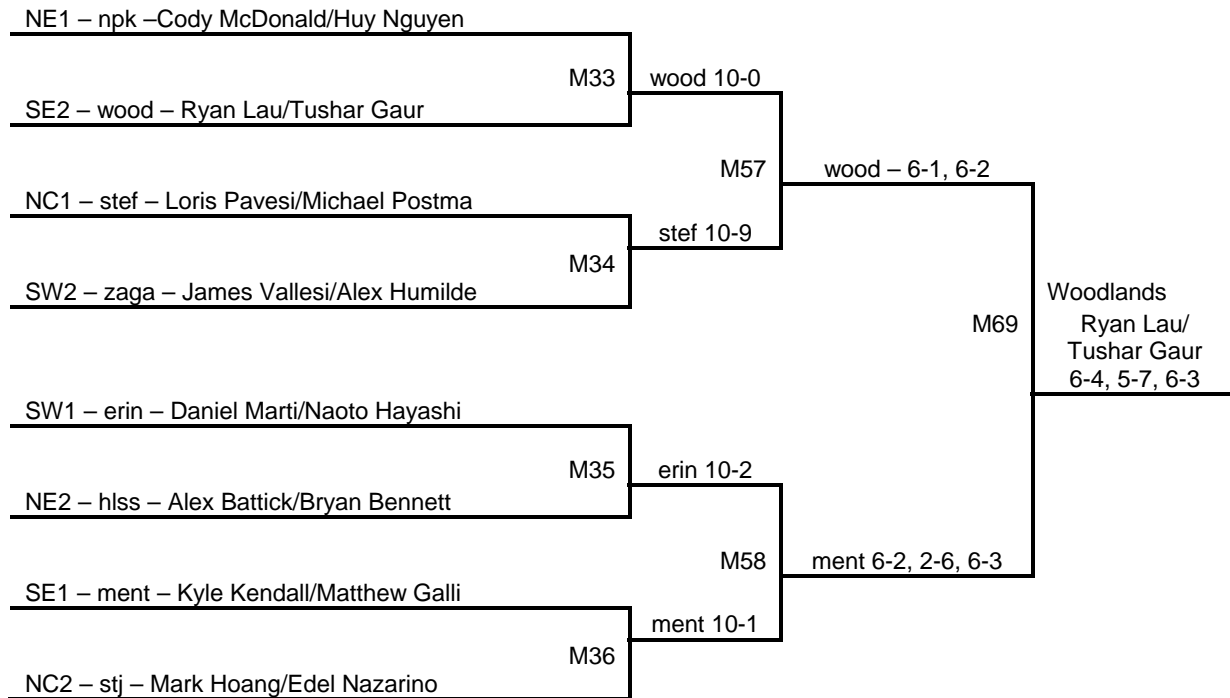 NE1 – npk –Cody McDonald/Huy Nguyen
M33
wood 10-0
SE2 – wood – Ryan Lau/Tushar Gaur
M57
wood – 6-1, 6-2
NC1 – stef – Loris Pavesi/Michael Postma
stef 10-9
M34
SW2 – zaga – James Vallesi/Alex Humilde
Woodlands
M69
Ryan Lau/
Tushar Gaur
6-4, 5-7, 6-3
SW1 – erin – Daniel Marti/Naoto Hayashi
M35
erin 10-2
NE2 – hlss – Alex Battick/Bryan Bennett
M58
ment 6-2, 2-6, 6-3
SE1 – ment – Kyle Kendall/Matthew Galli
ment 10-1
M36
NC2 – stj – Mark Hoang/Edel Nazarino